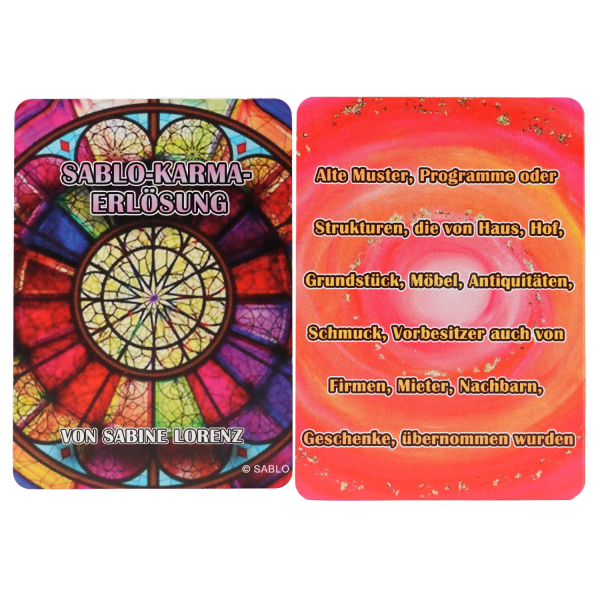 SABLO-KARMA-
ERLÖSUNG
VON SABINE LORENZ
© SABLO
Alte Muster, Programme oder
Strukturen, die von Haus, Hof,
Grundstück, Möbel, Antiquitäten,
Schmuck, Vorbesitzer auch von
Firmen, Mieter, Nachbarn,
Geschenke, übernommen wurden